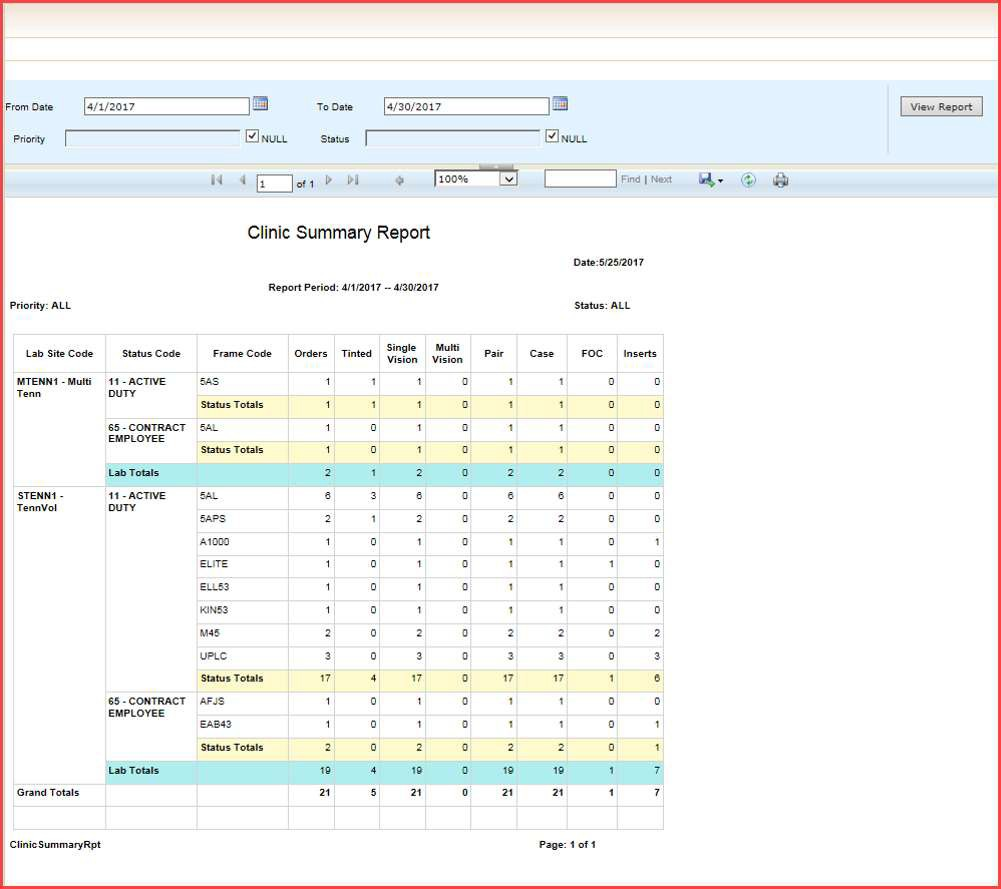 From Date 4/1/2017 To Date 4/30/2017 View Report
Priority NULL Status NULL
1 of 1 100% Find | Next
Clinic Summary Report
Date:5/25/2017
Report Period: 4/1/2017 -- 4/30/2017
Priority: ALL Status: ALL
Lab Site Code Status Code Frame Code Orders Tinted Single Vision Multi Vision Pair Case FOC Inserts
MTENN1 - Multi Tenn 11 - ACTIVE DUTY 5AS 1 1 1 0 1 1 0 0
Status Totals 1 1 1 0 1 1 0 0
65 - CONTRACT EMPLOYEE 5AL 1 0 1 0 1 1 0 0
Status Totals 1 0 1 0 1 1 0 0
Lab Totals 2 1 2 0 2 2 0 0
STENN1 - TennVol 11 - ACTIVE DUTY 5AL 6 3 6 0 6 6 0 0
5APS 2 1 2 0 2 2 0 0
A1000 1 0 1 0 1 1 0 1
ELITE 1 0 1 0 1 1 1 0
ELL53 1 0 1 0 1 1 0 0
KIN53 1 0 1 0 1 1 0 0
M45 2 0 2 0 2 2 0 2
UPLC 3 0 3 0 3 3 0 3
Status Totals 17 4 17 0 17 17 1 6
65 - CONTRACT EMPLOYEE AFJS 1 0 1 0 1 1 0 0
EAB43 1 0 1 0 1 1 0 1
Status Totals 2 0 2 0 2 2 0 1
Lab Totals 19 4 19 0 19 19 1 7
Grand Totals 21 5 21 0 21 21 1 7
ClinicSummaryRpt Page: 1 of 1